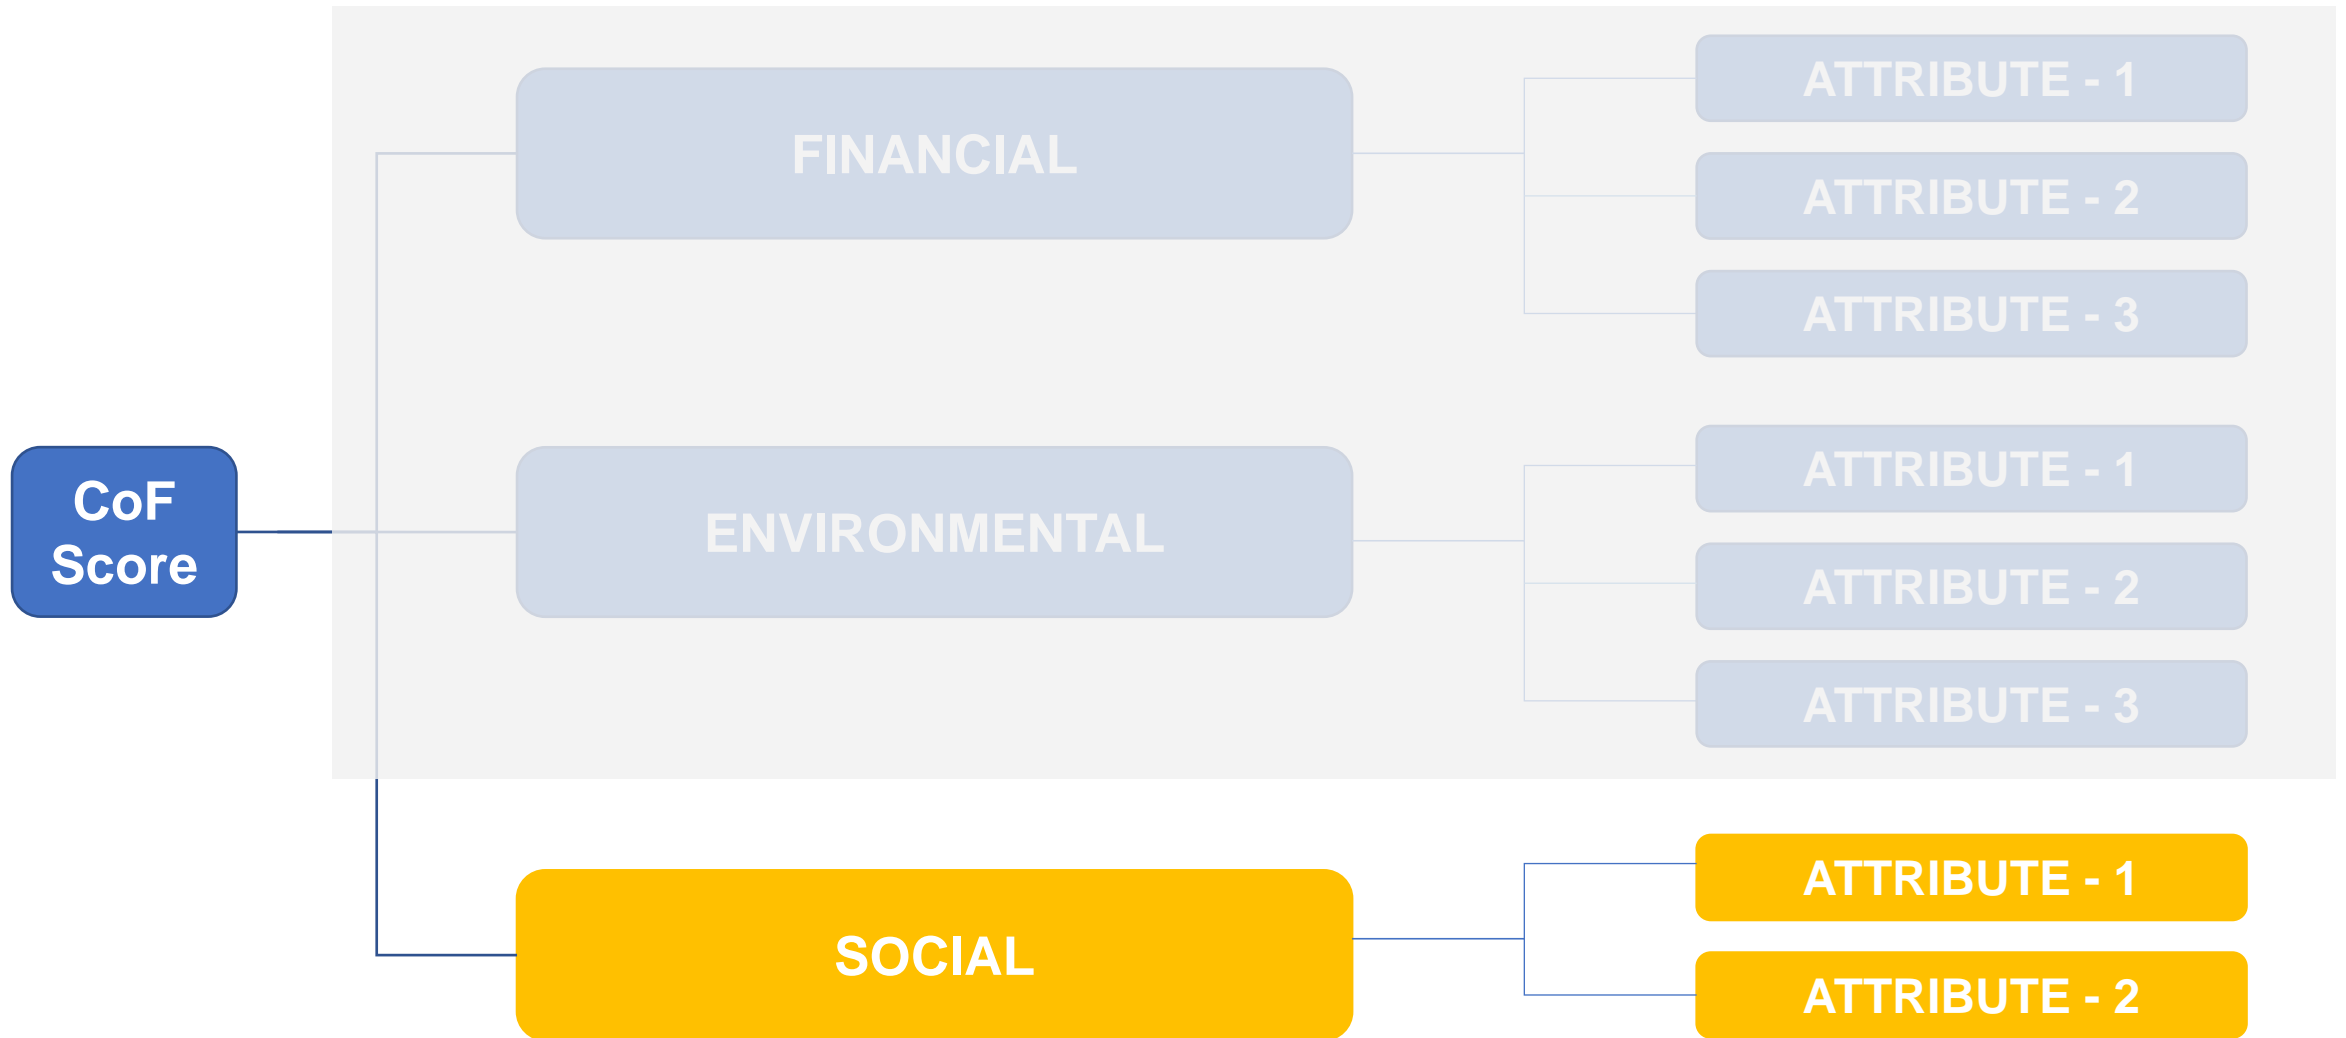 CoF
Score
FINANCIAL
ATTRIBUTE - 1
ATTRIBUTE - 2
ATTRIBUTE - 3
ENVIRONMENTAL
ATTRIBUTE - 1
ATTRIBUTE - 2
ATTRIBUTE - 3
SOCIAL
ATTRIBUTE - 1
ATTRIBUTE - 2